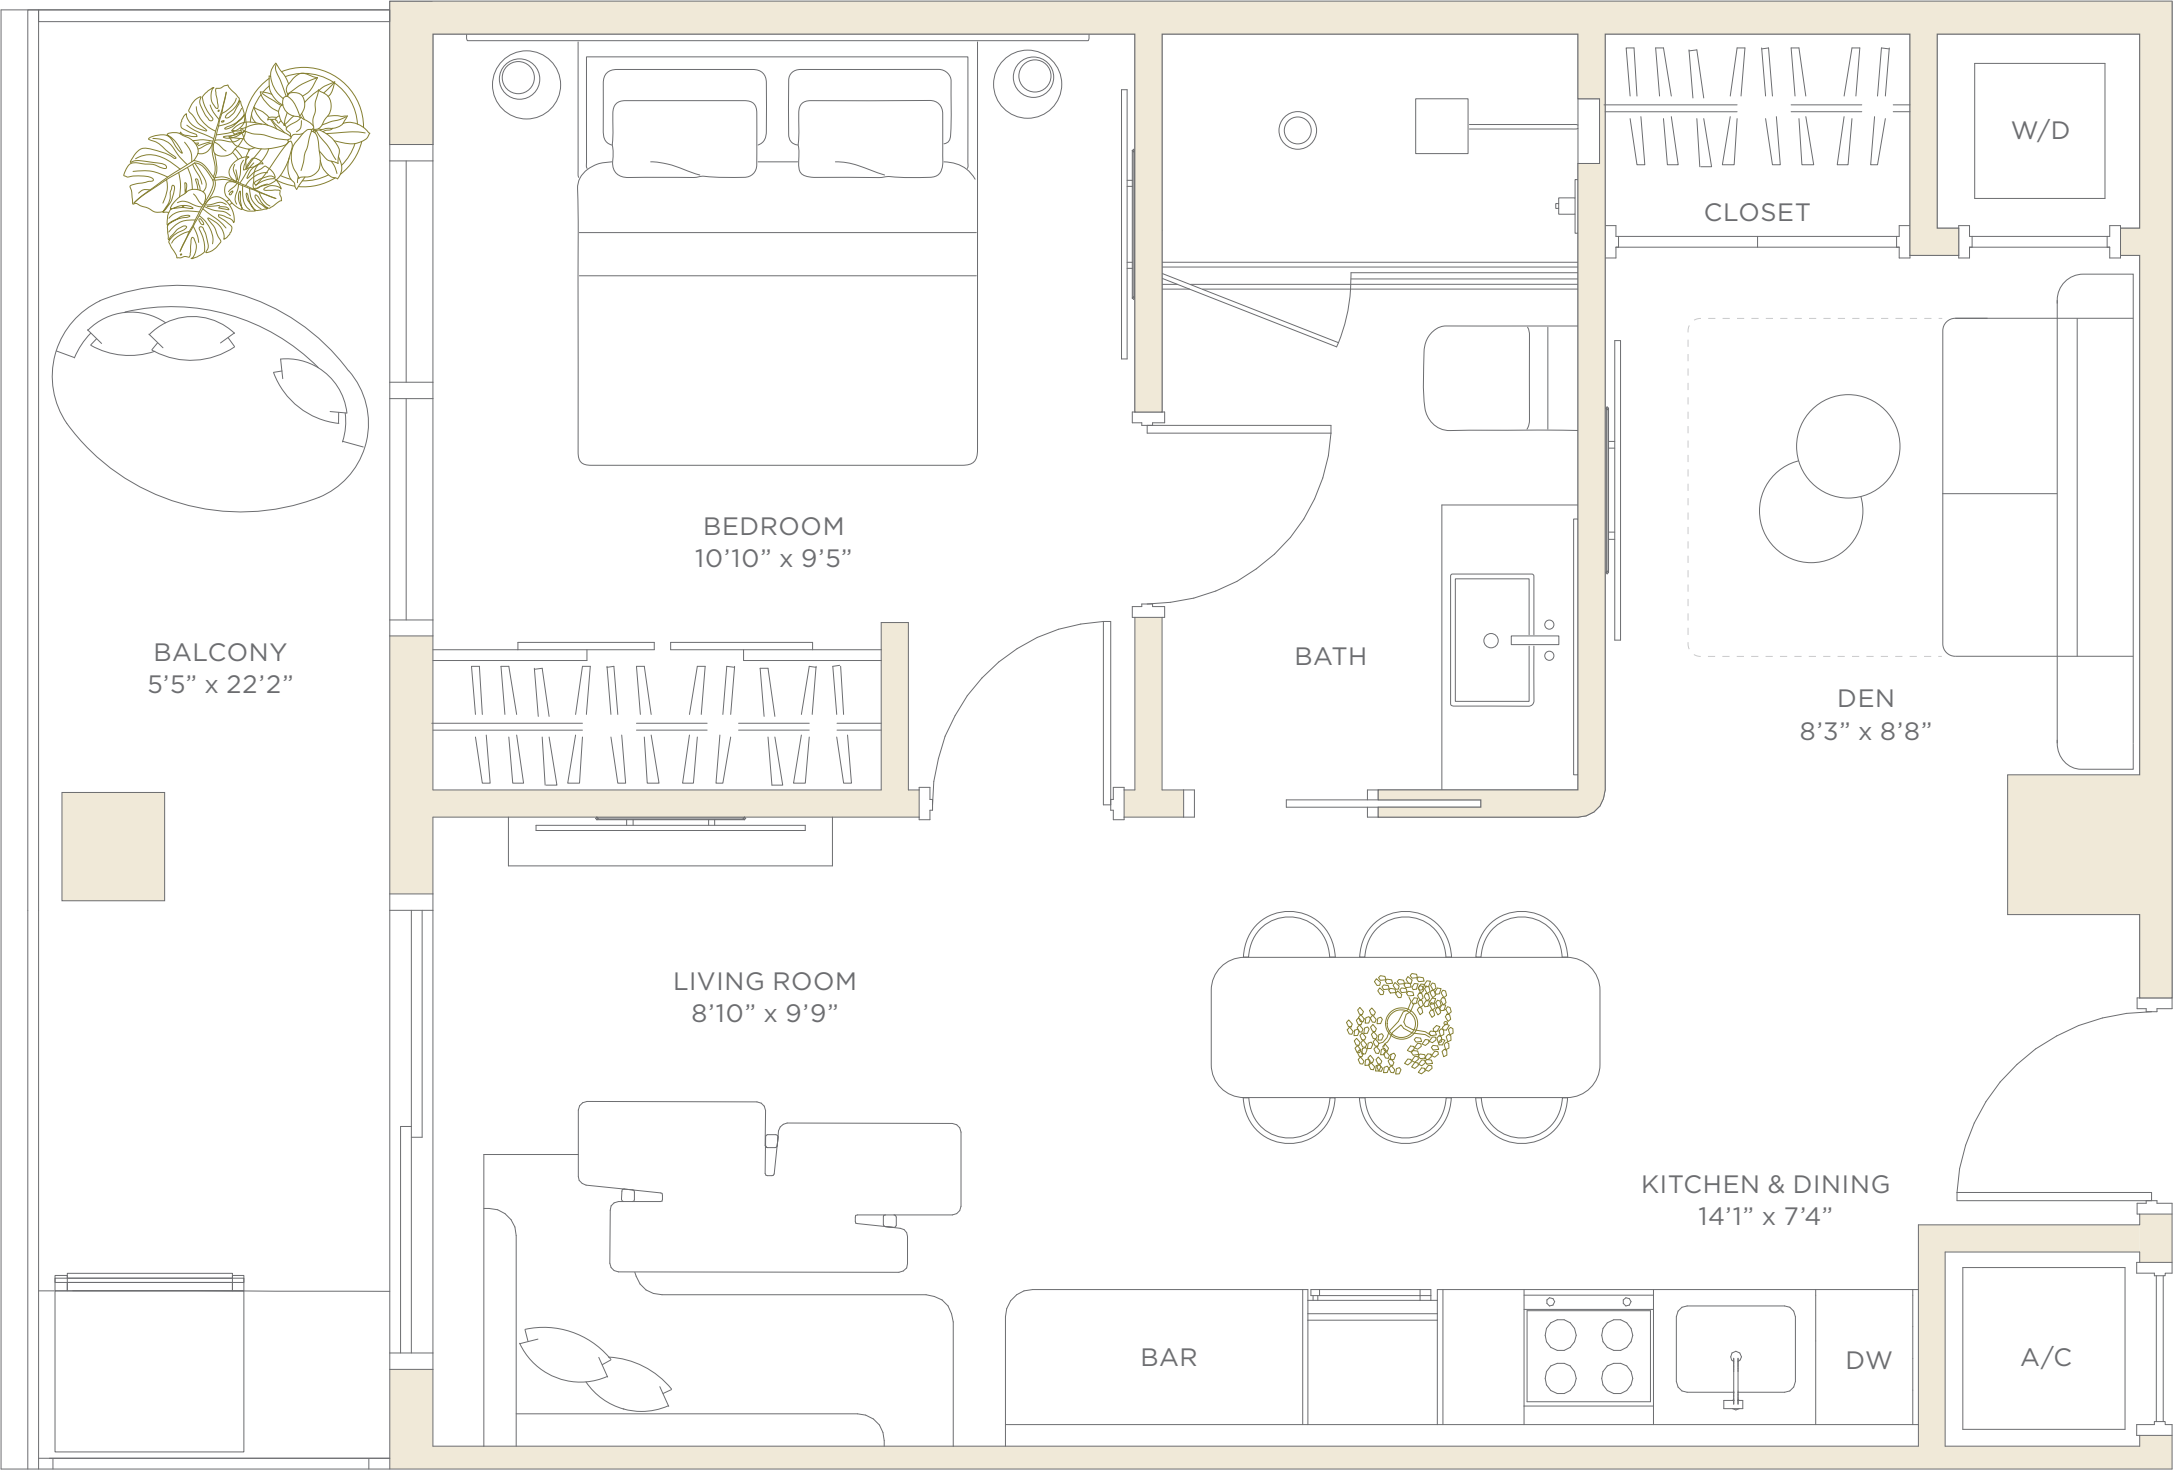 W/D
CLOSET
BEDROOM
10’10” x 9’5”
BALCONY
5’5” x 22’2”
BATH
DEN
8’3” x 8’8”
LIVING ROOM
8’10” x 9’9”
KITCHEN & DINING
14’1” x 7’4”
BAR
DW
A/C